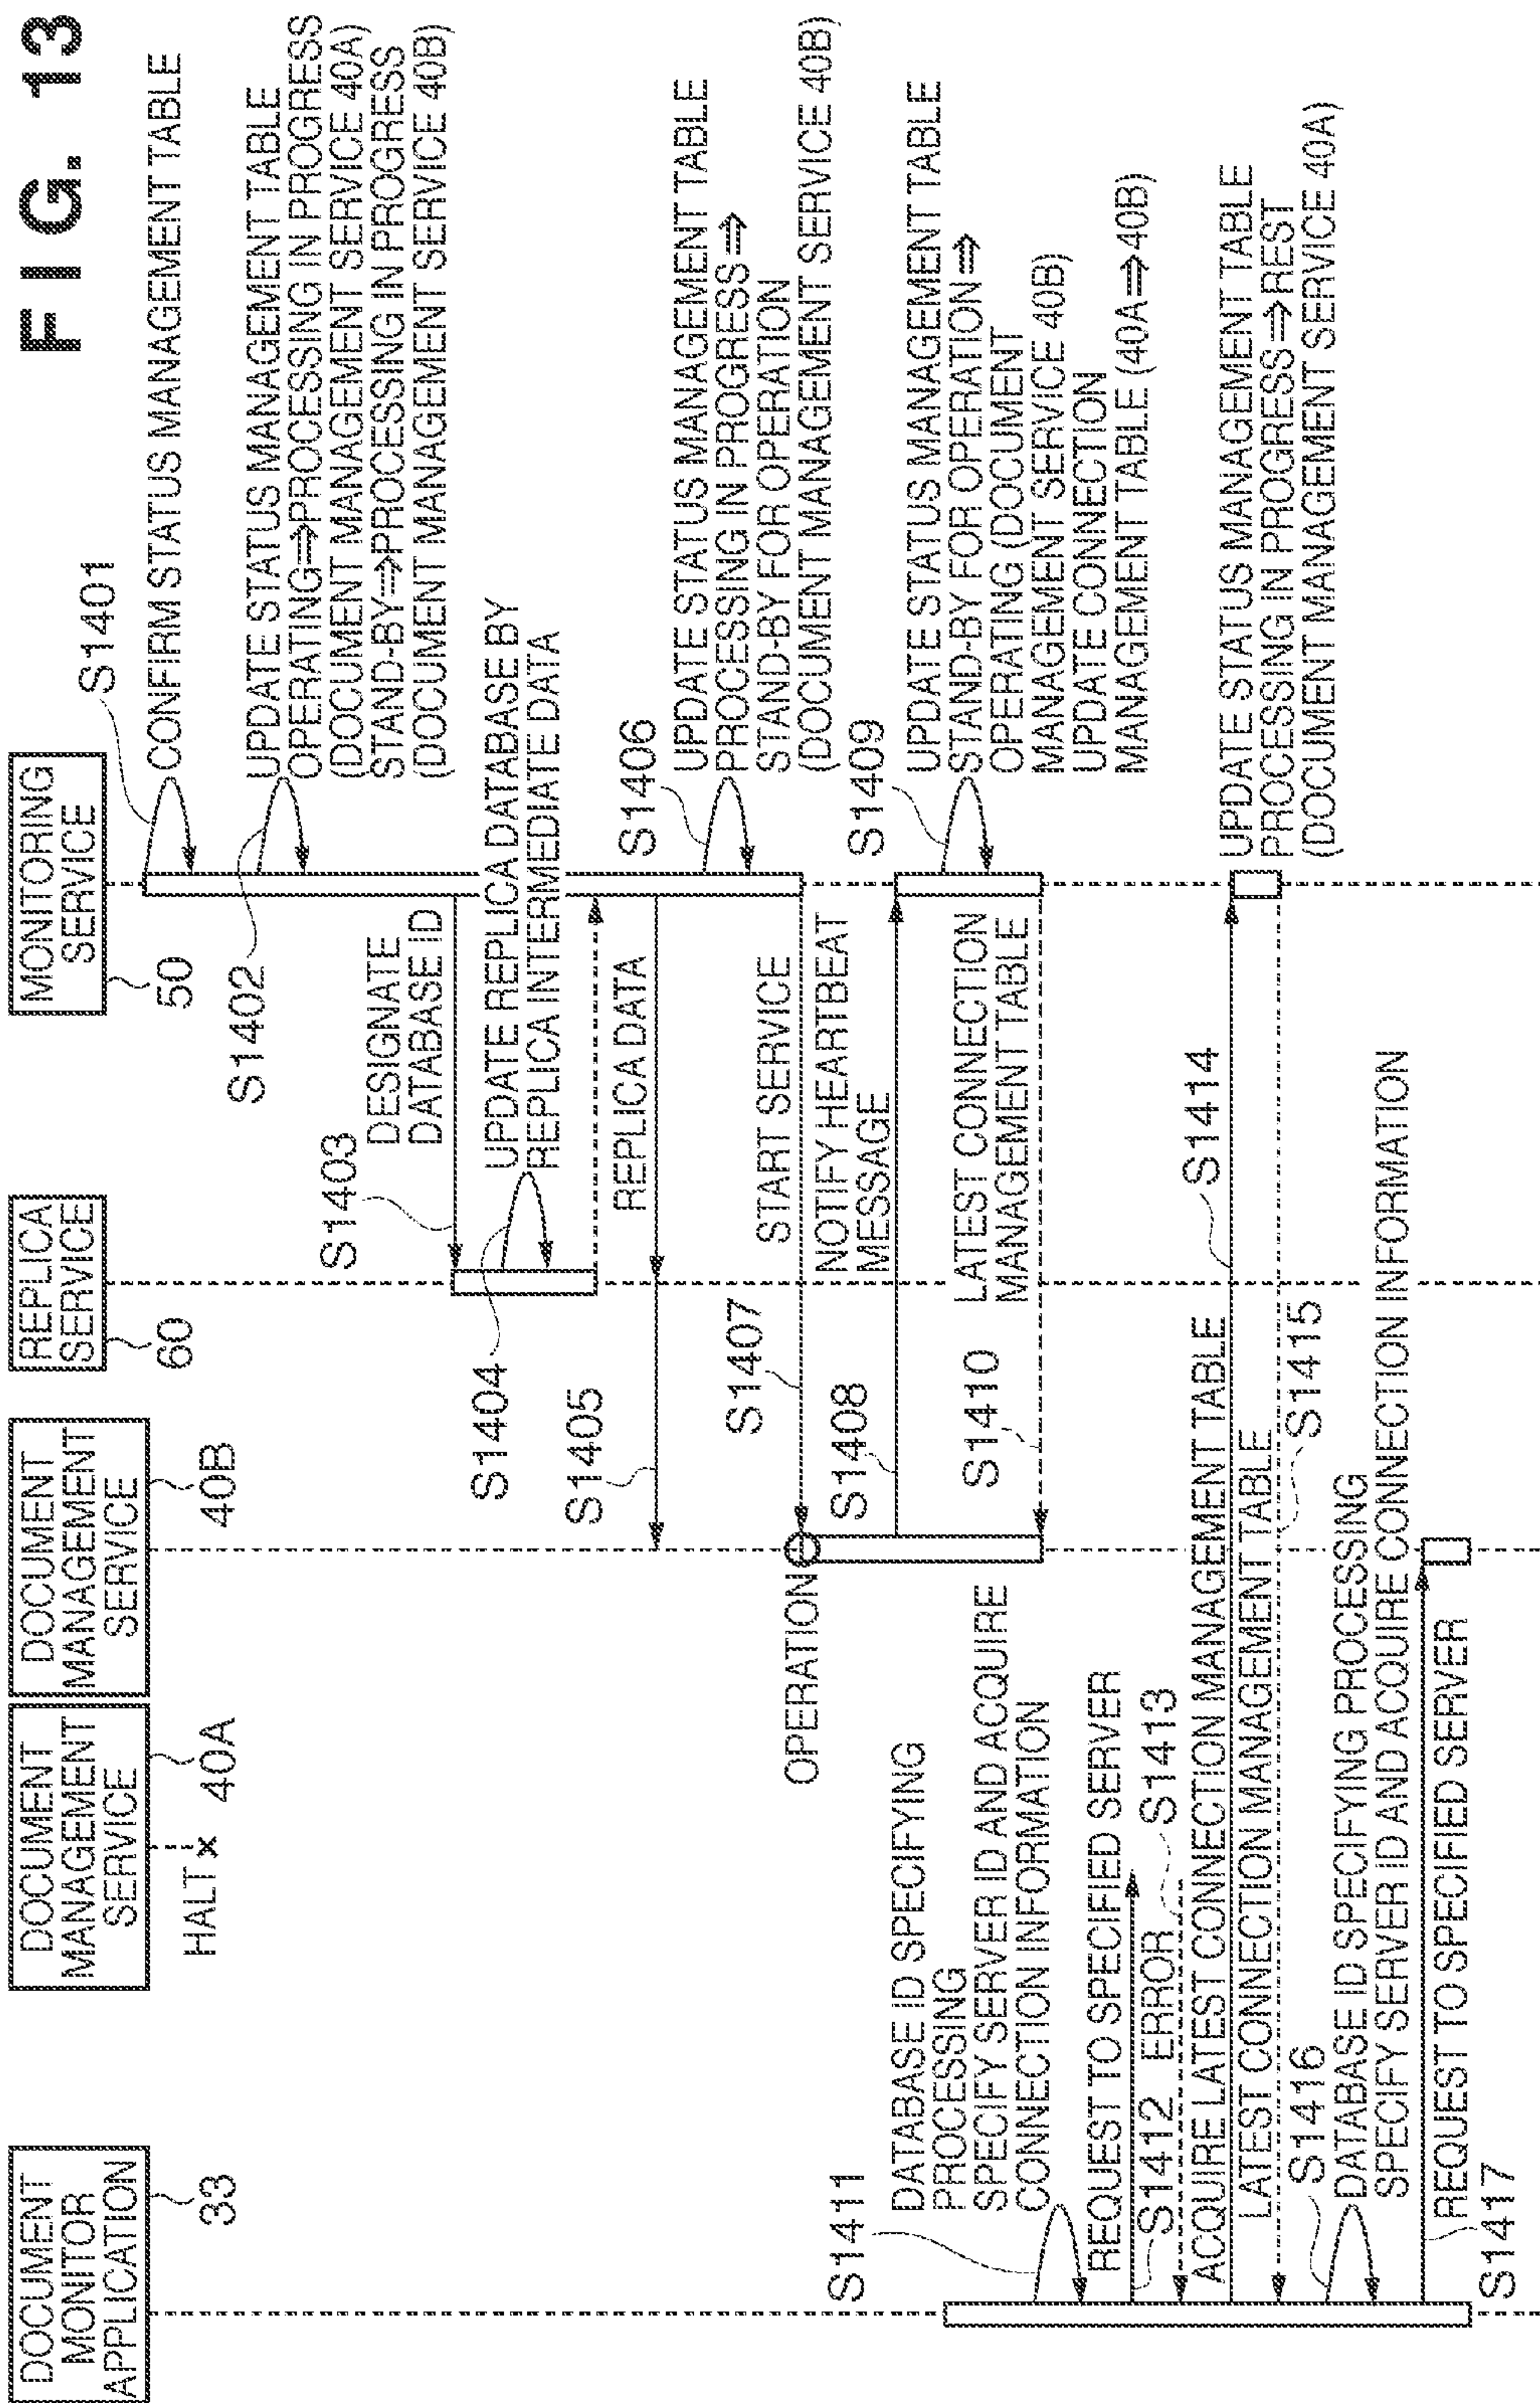 FIG. 13
DOCUMENT
MONITOR
APPLICATION
33
DOCUMENT
MANAGEMENT
SERVICE
40A
HALT
DOCUMENT
MANAGEMENT
SERVICE
40B
REPLICA
SERVICE
60
MONITORING
SERVICE
50
S1401
CONFIRM STATUS MANAGEMENT TABLE
S1402
UPDATE STATUS MANAGEMENT TABLE
OPERATING⇒PROCESSING IN PROGRESS
(DOCUMENT MANAGEMENT SERVICE 40A)
STAND-BY⇒PROCESSING IN PROGRESS
(DOCUMENT MANAGEMENT SERVICE 40B)
S1403
DESIGNATE
DATABASE ID
S1404
UPDATE REPLICA DATABASE BY
REPLICA INTERMEDIATE DATA
S1405
REPLICA DATA
S1406
UPDATE STATUS MANAGEMENT TABLE
PROCESSING IN PROGRESS⇒
STAND-BY FOR OPERATION
(DOCUMENT MANAGEMENT SERVICE 40B)
S1407
START SERVICE
OPERATION
S1408
NOTIFY HEARTBEAT
MESSAGE
S1409
UPDATE STATUS MANAGEMENT TABLE
STAND-BY FOR OPERATION⇒
OPERATING (DOCUMENT
MANAGEMENT SERVICE 40B)
UPDATE CONNECTION
MANAGEMENT TABLE (40A⇒40B)
S1410
LATEST CONNECTION
MANAGEMENT TABLE
S1411
DATABASE ID SPECIFYING
PROCESSING
SPECIFY SERVER ID AND ACQUIRE
CONNECTION INFORMATION
REQUEST TO SPECIFIED SERVER
S1412
ERROR
S1413
ACQUIRE LATEST CONNECTION MANAGEMENT TABLE
S1414
UPDATE STATUS MANAGEMENT TABLE
PROCESSING IN PROGRESS⇒REST
(DOCUMENT MANAGEMENT SERVICE 40A)
LATEST CONNECTION MANAGEMENT TABLE
S1415
S1416
DATABASE ID SPECIFYING PROCESSING
SPECIFY SERVER ID AND ACQUIRE CONNECTION INFORMATION
REQUEST TO SPECIFIED SERVER
S1417